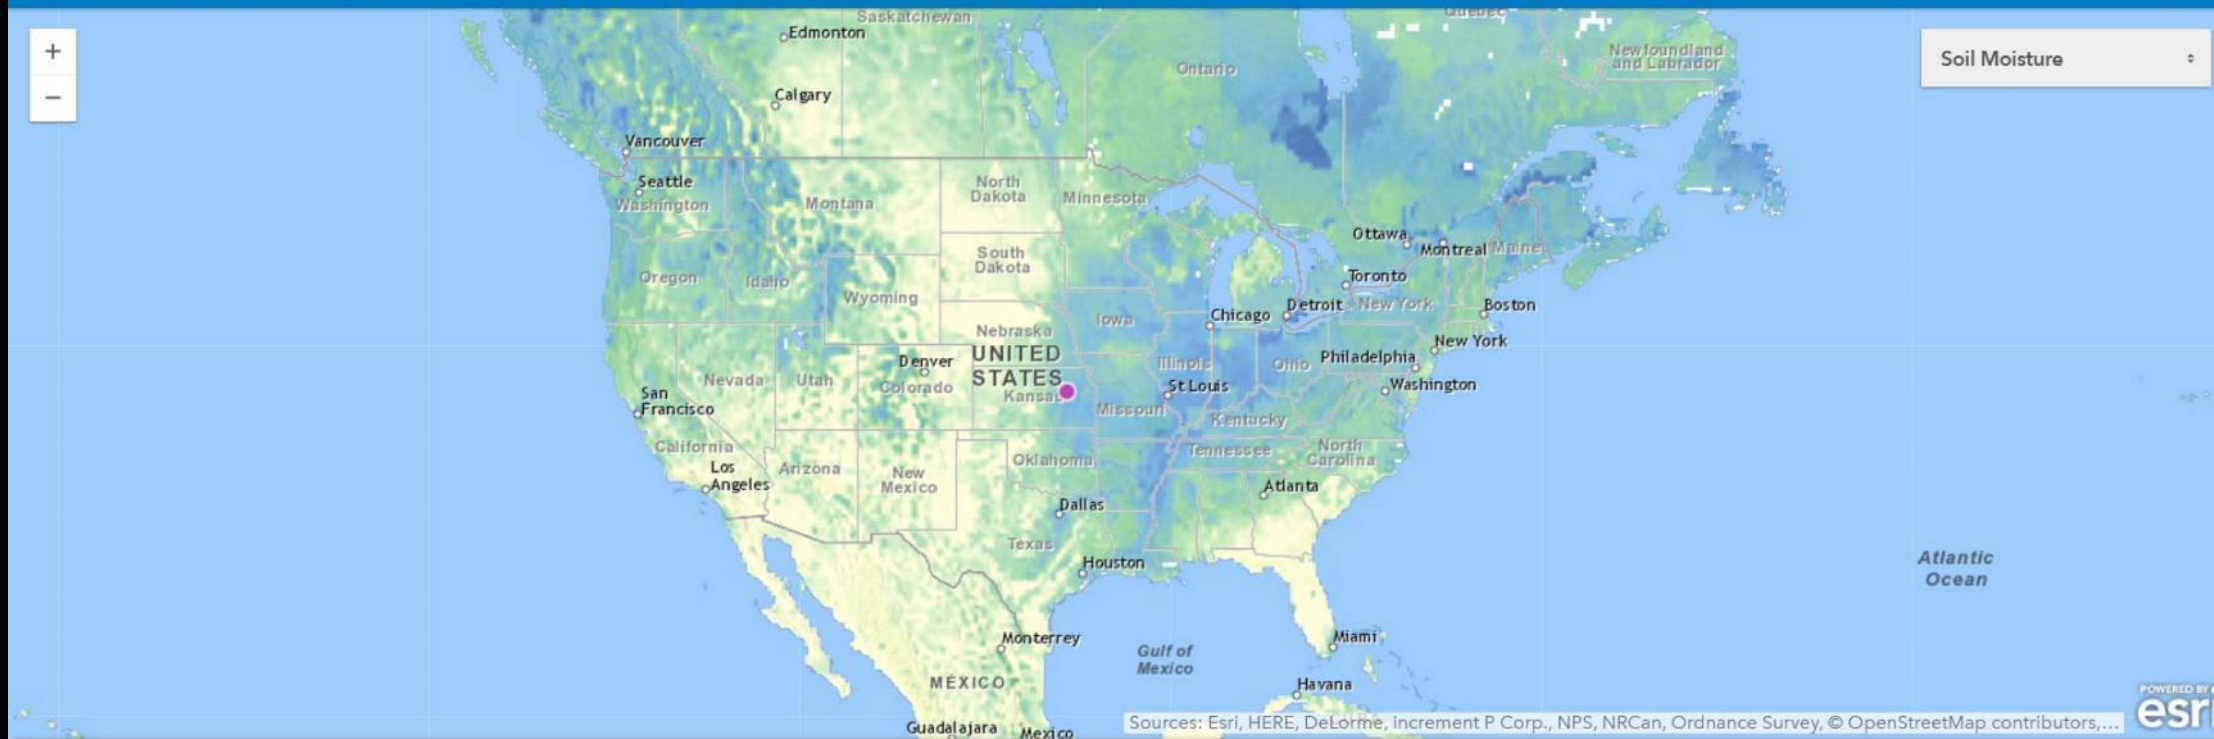 Saskatchewan
Quebec
Edmonton
+
Newfoundland
and Labrador
Soil Moisture
Ontario
−
Calgary
Vancouver
Seattle
Washington
North
Dakota
Montana
Minnesota
Ottawa
Montreal
Maine
South
Dakota
Oregon
Idaho
Toronto
Wyoming
Detroit
New York
Boston
Iowa
Chicago
Nebraska
New York
UNITED
STATES
Denver
Illinois
Ohio
Philadelphia
Nevada
Utah
Colorado
Kansas
St Louis
Washington
San
Francisco
Missouri
Kentucky
California
Tennessee
North
Carolina
Oklahoma
Los
Angeles
Arizona
New
Mexico
Atlanta
Dallas
Texas
Houston
Atlantic
Ocean
Monterrey
Miami
Gulf of
Mexico
MÉXICO
Havana
POWERED BY
esri
Guadalajara
Mexico
Sources: Esri, HERE, DeLorme, increment P Corp., NPS, NRCan, Ordnance Survey, © OpenStreetMap contributors,...